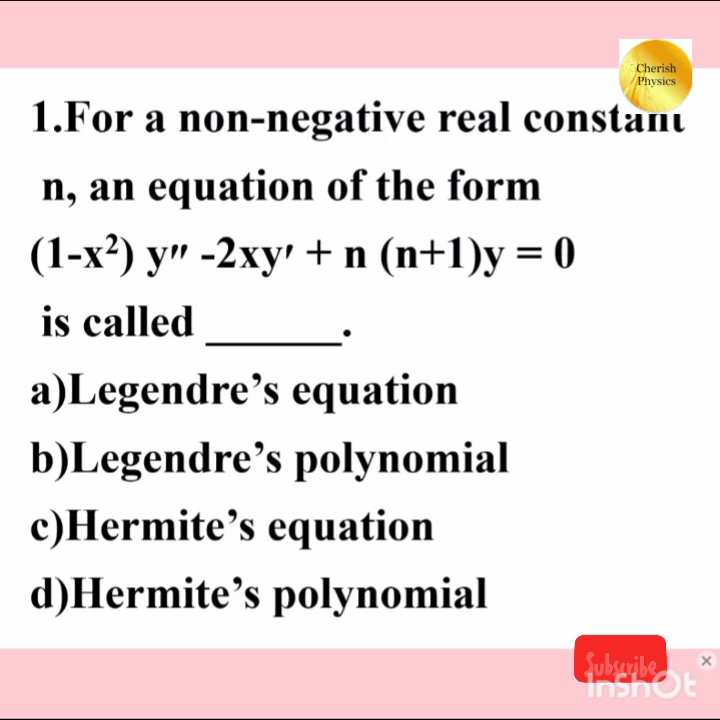 Cherish
Physics
1.For a non-negative real constant
n, an equation of the form
(1-x²) y″ -2xy′ + n (n+1)y = 0
is called ______.
a)Legendre’s equation
b)Legendre’s polynomial
c)Hermite’s equation
d)Hermite’s polynomial
Subscribe
InShOt